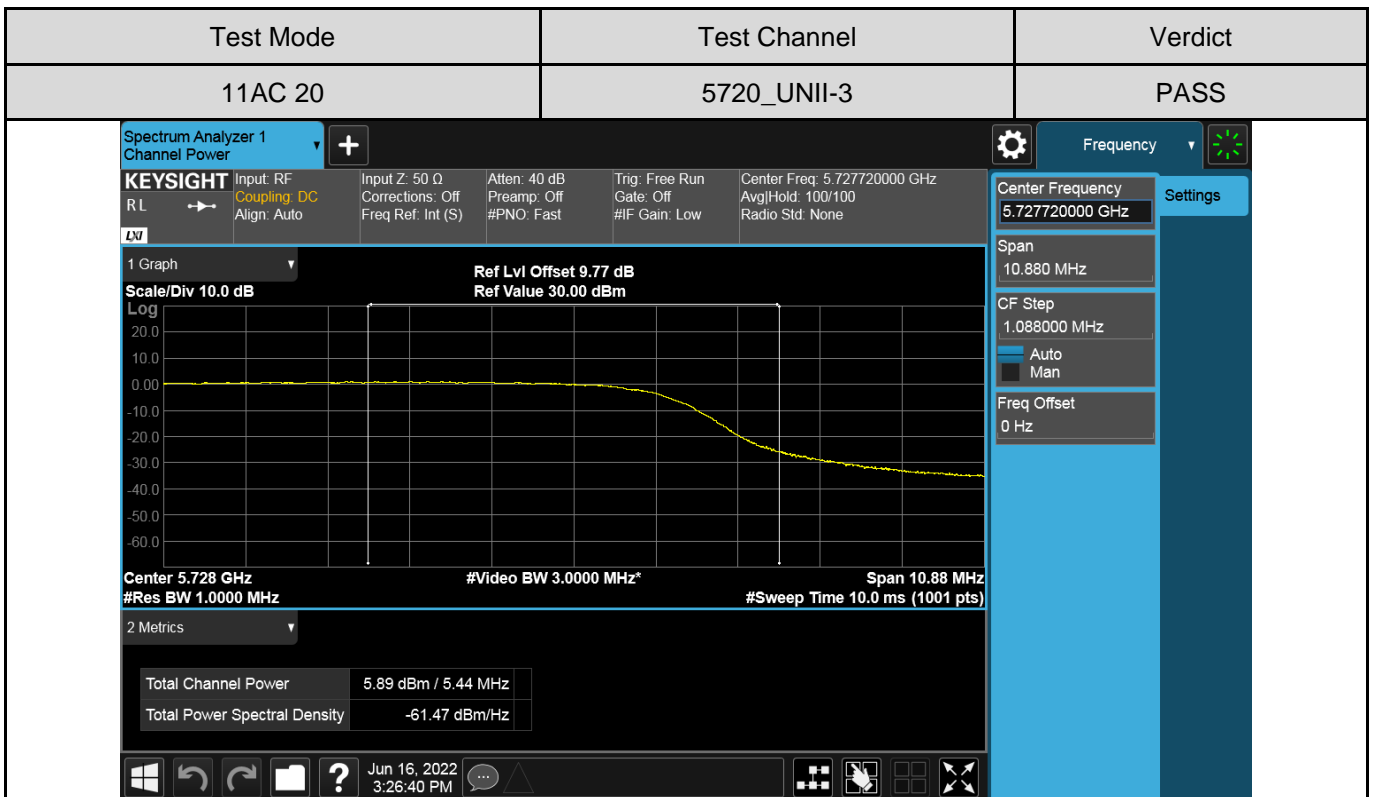 Test Mode Test Channel Verdict
11AC 20 5720_UNII-3 PASS
Spectrum Analyzer 1
Channel Power
+
Frequency
KEYSIGHT
RL
LXI
Input: RF
Coupling: DC
Align: Auto
Input Z: 50 Ω
Corrections: Off
Freq Ref: Int (S)
Atten: 40 dB
Preamp: Off
#PNO: Fast
Trig: Free Run
Gate: Off
#IF Gain: Low
Center Freq: 5.727720000 GHz
Avg|Hold: 100/100
Radio Std: None
Center Frequency
5.727720000 GHz
Settings
Span
10.880 MHz
CF Step
1.088000 MHz
Auto
Man
Freq Offset
0 Hz
1 Graph
Ref Lvl Offset 9.77 dB
Scale/Div 10.0 dB Ref Value 30.00 dBm
Log
20.0
10.0
0.00
-10.0
-20.0
-30.0
-40.0
-50.0
-60.0
Center 5.728 GHz #Video BW 3.0000 MHz* Span 10.88 MHz
#Res BW 1.0000 MHz #Sweep Time 10.0 ms (1001 pts)
2 Metrics
Total Channel Power 5.89 dBm / 5.44 MHz
Total Power Spectral Density -61.47 dBm/Hz
?
Jun 16, 2022
3:26:40 PM